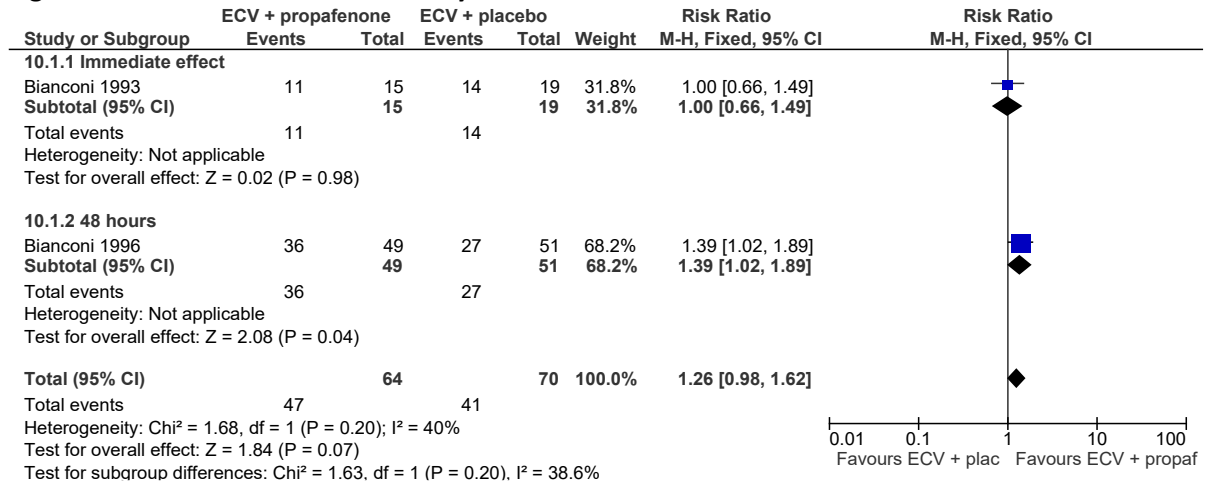 ECV + propafenone ECV + placebo Risk Ratio Risk Ratio
Study or Subgroup Events Total Events Total Weight M-H, Fixed, 95% CI M-H, Fixed, 95% CI
10.1.1 Immediate effect
Bianconi 1993 11 15 14 19 31.8% 1.00 [0.66, 1.49]
Subtotal (95% CI) 15 19 31.8% 1.00 [0.66, 1.49]
Total events 11 14
Heterogeneity: Not applicable
Test for overall effect: Z = 0.02 (P = 0.98)
10.1.2 48 hours
Bianconi 1996 36 49 27 51 68.2% 1.39 [1.02, 1.89]
Subtotal (95% CI) 49 51 68.2% 1.39 [1.02, 1.89]
Total events 36 27
Heterogeneity: Not applicable
Test for overall effect: Z = 2.08 (P = 0.04)
Total (95% CI) 64 70 100.0% 1.26 [0.98, 1.62]
Total events 47 41
Heterogeneity: Chi² = 1.68, df = 1 (P = 0.20); I² = 40%
Test for overall effect: Z = 1.84 (P = 0.07)
Test for subgroup differences: Chi² = 1.63, df = 1 (P = 0.20), I² = 38.6%
0.01 0.1 1 10 100
Favours ECV + plac Favours ECV + propaf